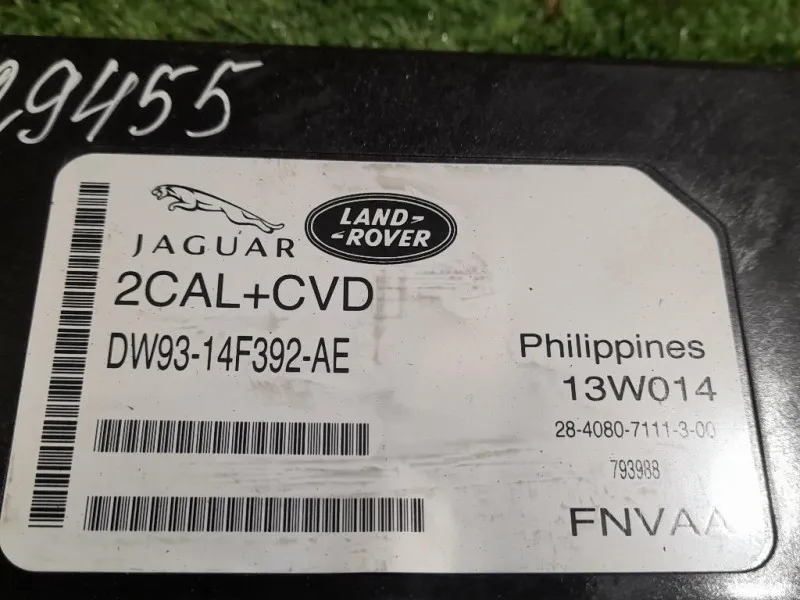 29455
JAGUAR
LAND-
-ROVER
2CAL+CVD
DW93-14F392-AE
Philippines
13W014
28-4080-7111-3-00
793988
FNVAA